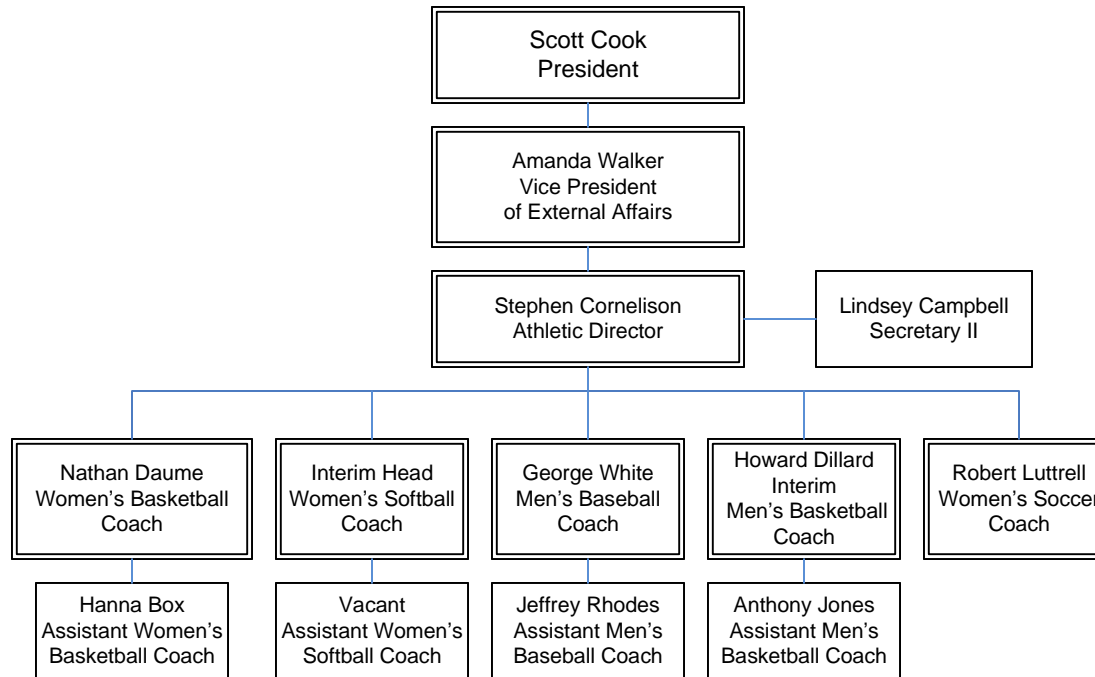 Scott Cook
President
Amanda Walker
Vice President
of External Affairs
Stephen Cornelison
Athletic Director
Lindsey Campbell
Secretary II
Nathan Daume
Women's Basketball
Coach
Interim Head
Women's Softball
Coach
George White
Men's Baseball
Coach
Howard Dillard
Interim
Men's Basketball
Coach
Robert Luttrell
Women's Soccer
Coach
Hanna Box
Assistant Women's
Basketball Coach
Vacant
Assistant Women's
Softball Coach
Jeffrey Rhodes
Assistant Men's
Baseball Coach
Anthony Jones
Assistant Men's
Basketball Coach